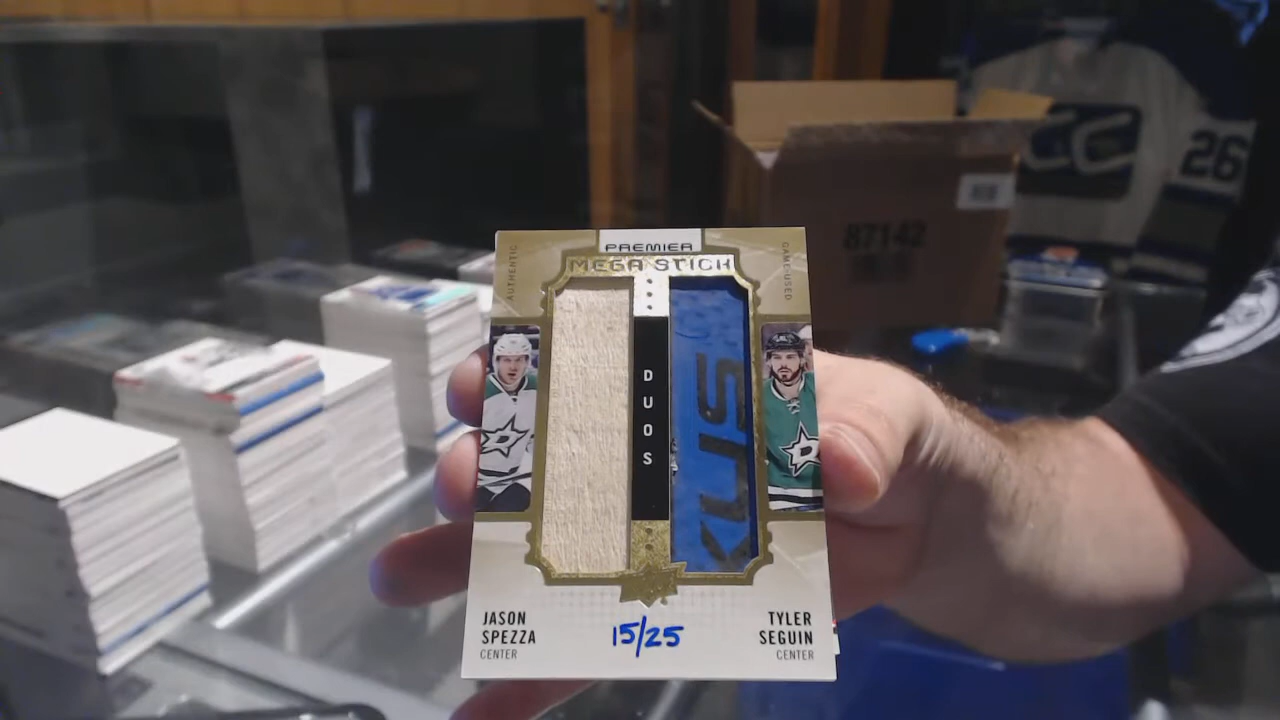 PREMIER
MEGA STICK
AUTHENTIC
GAME-USED
DUOS
JASON SPEZZA
CENTER
15/25
TYLER SEGUIN
CENTER
87142
26